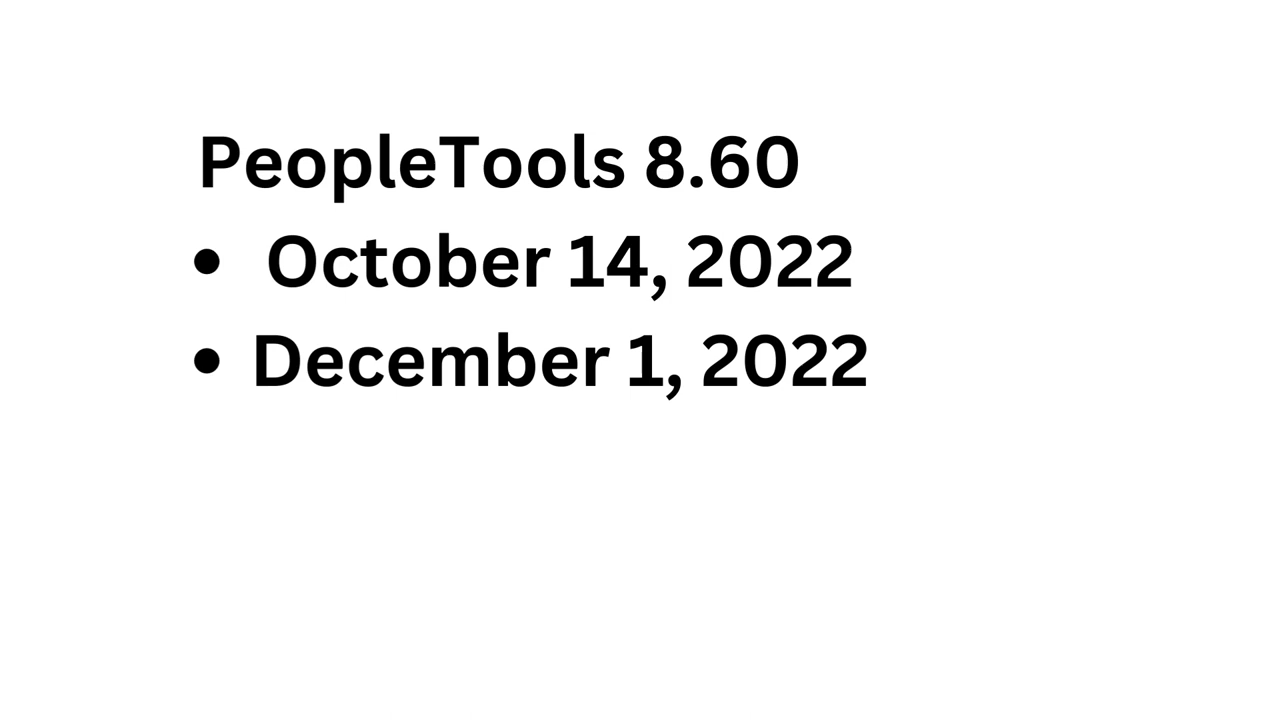 PeopleTools 8.60
• October 14, 2022
• December 1, 2022